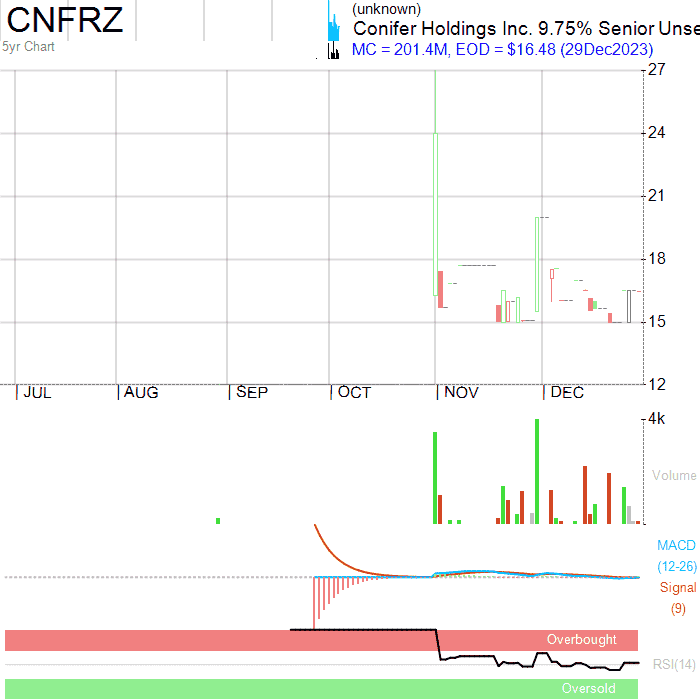 CNFRZ
(unknown)
Conifer Holdings Inc. 9.75% Senior Unse
5yr Chart
MC = 201.4M, EOD = $16.48 (29Dec2023)
27
24
21
18
15
12
JUL AUG SEP OCT NOV DEC
4k
Volume
MACD
(12-26)
Signal
(9)
Overbought
RSI(14)
Oversold